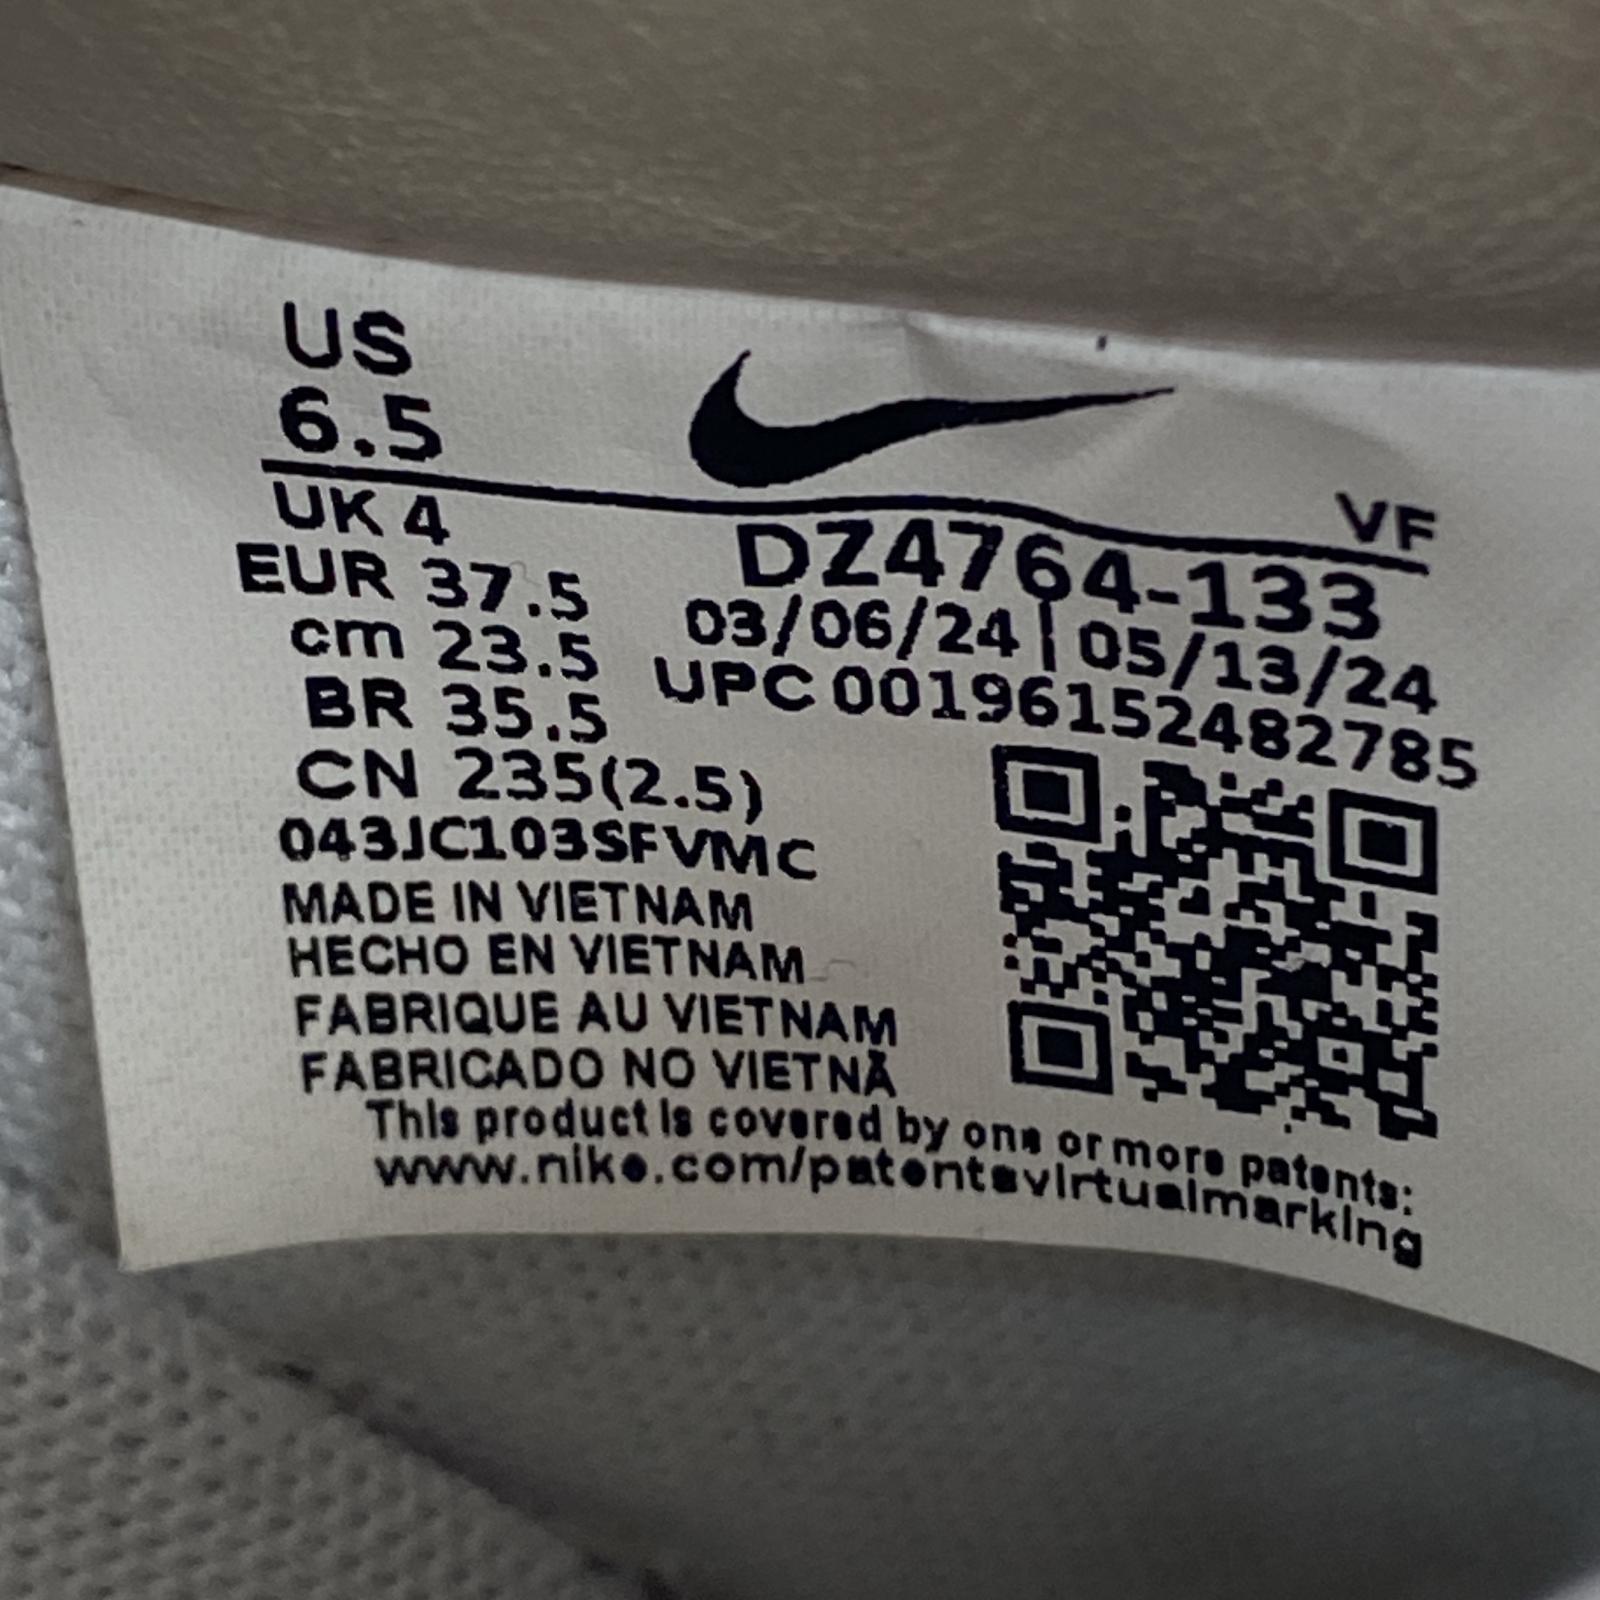 US
6.5
VF
UK 4
EUR 37.5
cm 23.5
BR 35.5
CN 235(2.5)
DZ4764-133
03/06/24 | 05/13/24
UPC 00196152482785
043JC103SFVMC
MADE IN VIETNAM
HECHO EN VIETNAM
FABRIQUE AU VIETNAM
FABRICADO NO VIETNÃ
This product is covered by one or more patents:
www.nike.com/patentsvirtualmarking